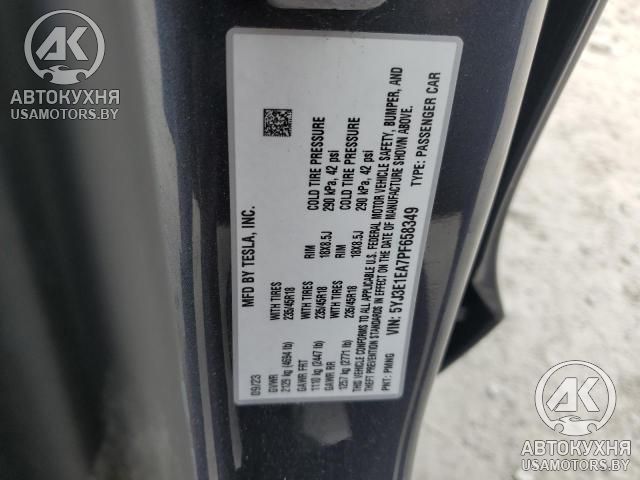 MFD BY TESLA, INC.
09/23
GVWR
2129 kg (4694 lb)
GAWR FRT
1110 kg (2447 lb)
WITH TIRES
235/45R18
RIM
18X8.5J
COLD TIRE PRESSURE
290 kPa, 42 psi
GAWR RR
1257 kg (2771 lb)
WITH TIRES
235/45R18
RIM
18X8.5J
COLD TIRE PRESSURE
290 kPa, 42 psi
THIS VEHICLE CONFORMS TO ALL APPLICABLE U.S. FEDERAL MOTOR VEHICLE SAFETY, BUMPER, AND
THEFT PREVENTION STANDARDS IN EFFECT ON THE DATE OF MANUFACTURE SHOWN ABOVE.
PNT: PMNG
VIN: 5YJ3E1EA7PF658349
TYPE: PASSENGER CAR
АК
АВТОКУХНЯ
USAMOTORS.BY
АК
АВТОКУХНЯ
USAMOTORS.BY